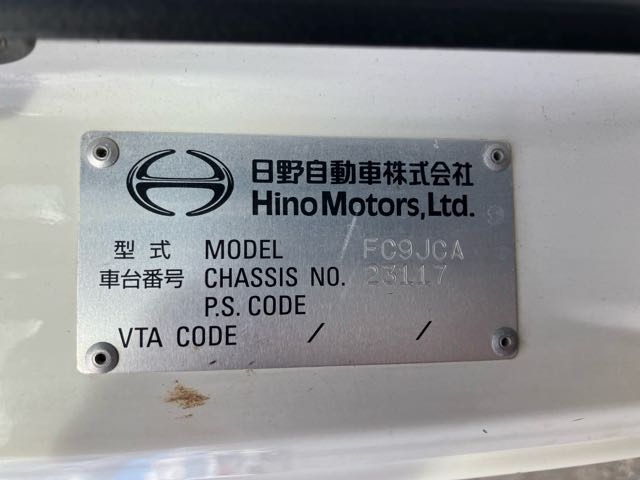 日野自動車株式会社
Hino Motors, Ltd.
型式 MODEL FC9JCA
車台番号 CHASSIS NO. 23117
P.S. CODE
VTA CODE / /